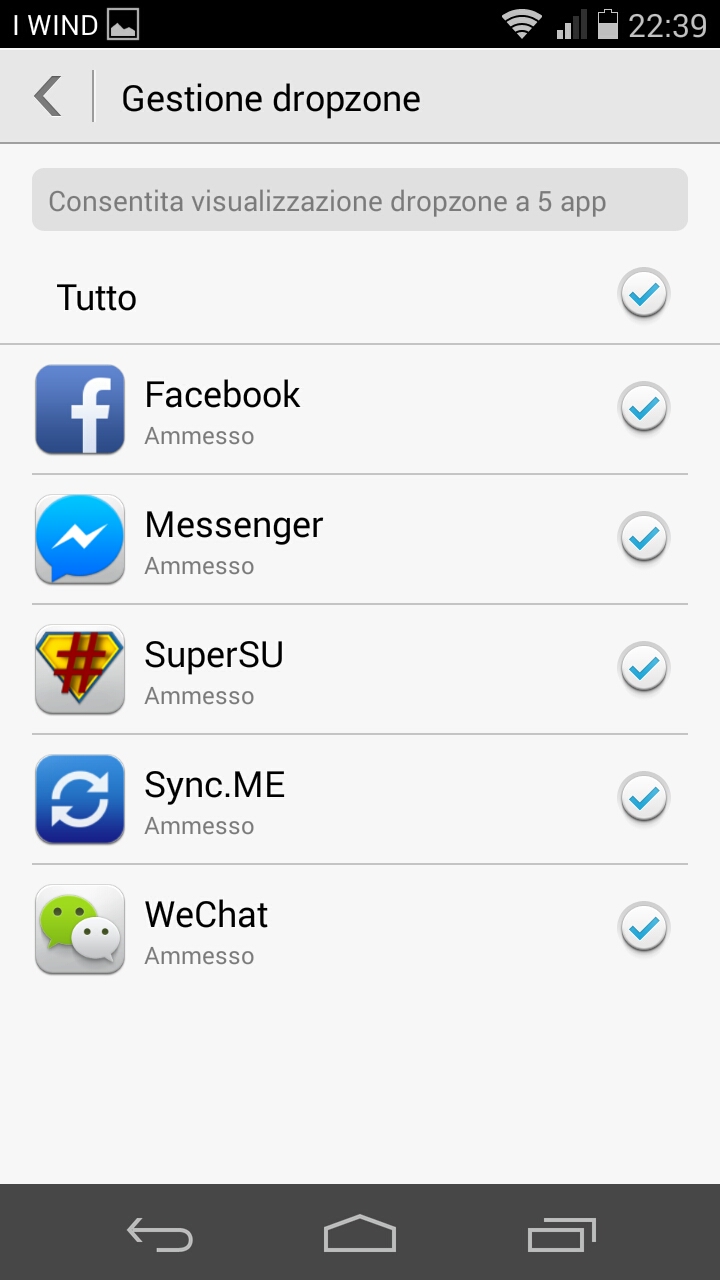 I WIND 22:39
Gestione dropzone
Consentita visualizzazione dropzone a 5 app
Tutto
Facebook
Ammesso
Messenger
Ammesso
SuperSU
Ammesso
Sync.ME
Ammesso
WeChat
Ammesso